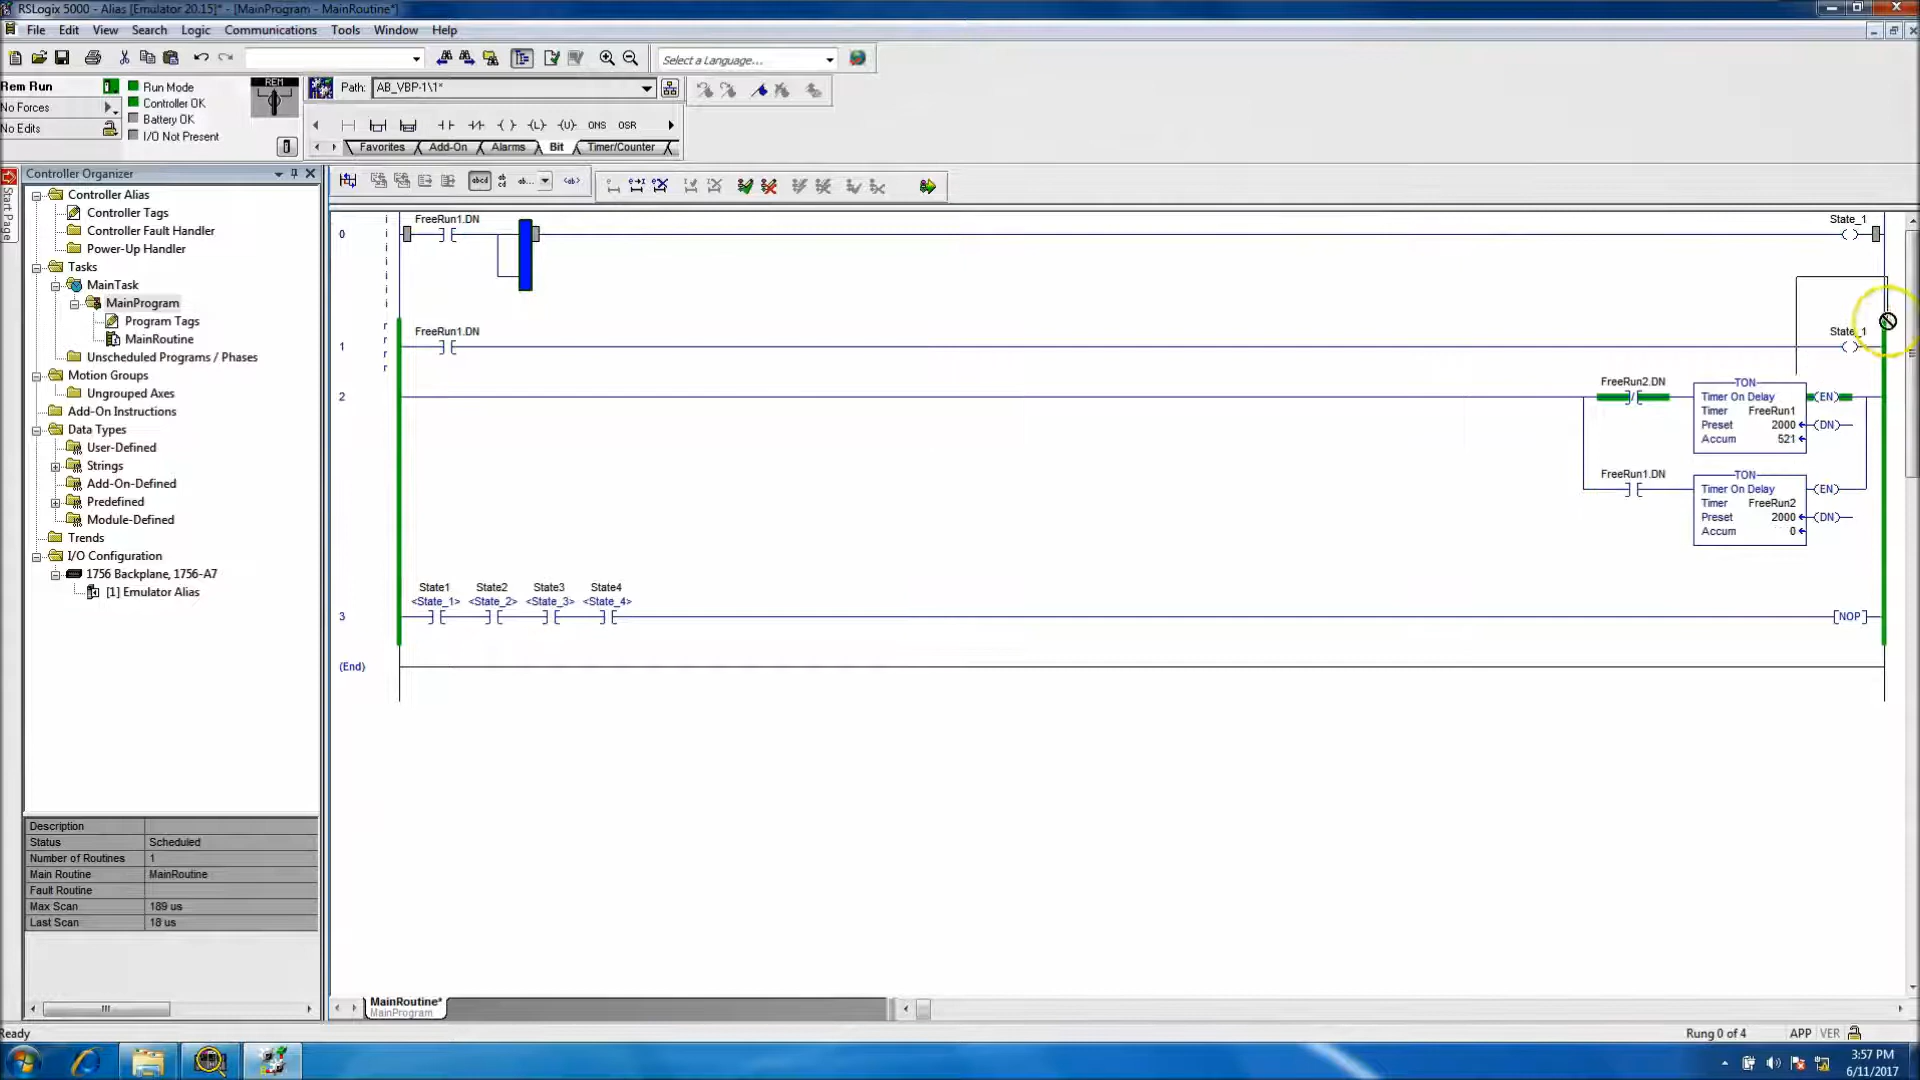 RSLogix 5000 - Alias [Emulator 20.15]* - [MainProgram - MainRoutine*]
File Edit View Search Logic Communications Tools Window Help
Select a Language...
Rem Run
No Forces
No Edits
Run Mode
Controller OK
Battery OK
I/O Not Present
REM
Path: AB_VBP-1\1*
(L) (U) ONS OSR
Favorites Add-On Alarms Bit Timer/Counter
Start Page
Controller Organizer
Controller Alias
Controller Tags
Controller Fault Handler
Power-Up Handler
Tasks
MainTask
MainProgram
Program Tags
MainRoutine
Unscheduled Programs / Phases
Motion Groups
Ungrouped Axes
Add-On Instructions
Data Types
User-Defined
Strings
Add-On-Defined
Predefined
Module-Defined
Trends
I/O Configuration
1756 Backplane, 1756-A7
[1] Emulator Alias
Description
Status Scheduled
Number of Routines 1
Main Routine MainRoutine
Fault Routine
Max Scan 189 us
Last Scan 18 us
abcd ab cd ab... <ab>
0
i
i
i
i
i
i
i
FreeRun1.DN
State_1
1
r
r
r
r
FreeRun1.DN
State_1
2
FreeRun2.DN
TON
Timer On Delay (EN)
Timer FreeRun1
Preset 2000 (DN)
Accum 521
FreeRun1.DN
TON
Timer On Delay (EN)
Timer FreeRun2
Preset 2000 (DN)
Accum 0
3
State1 State2 State3 State4
<State_1> <State_2> <State_3> <State_4>
[NOP]
(End)
MainRoutine*
MainProgram
Ready
Rung 0 of 4 APP VER
3:57 PM
6/11/2017